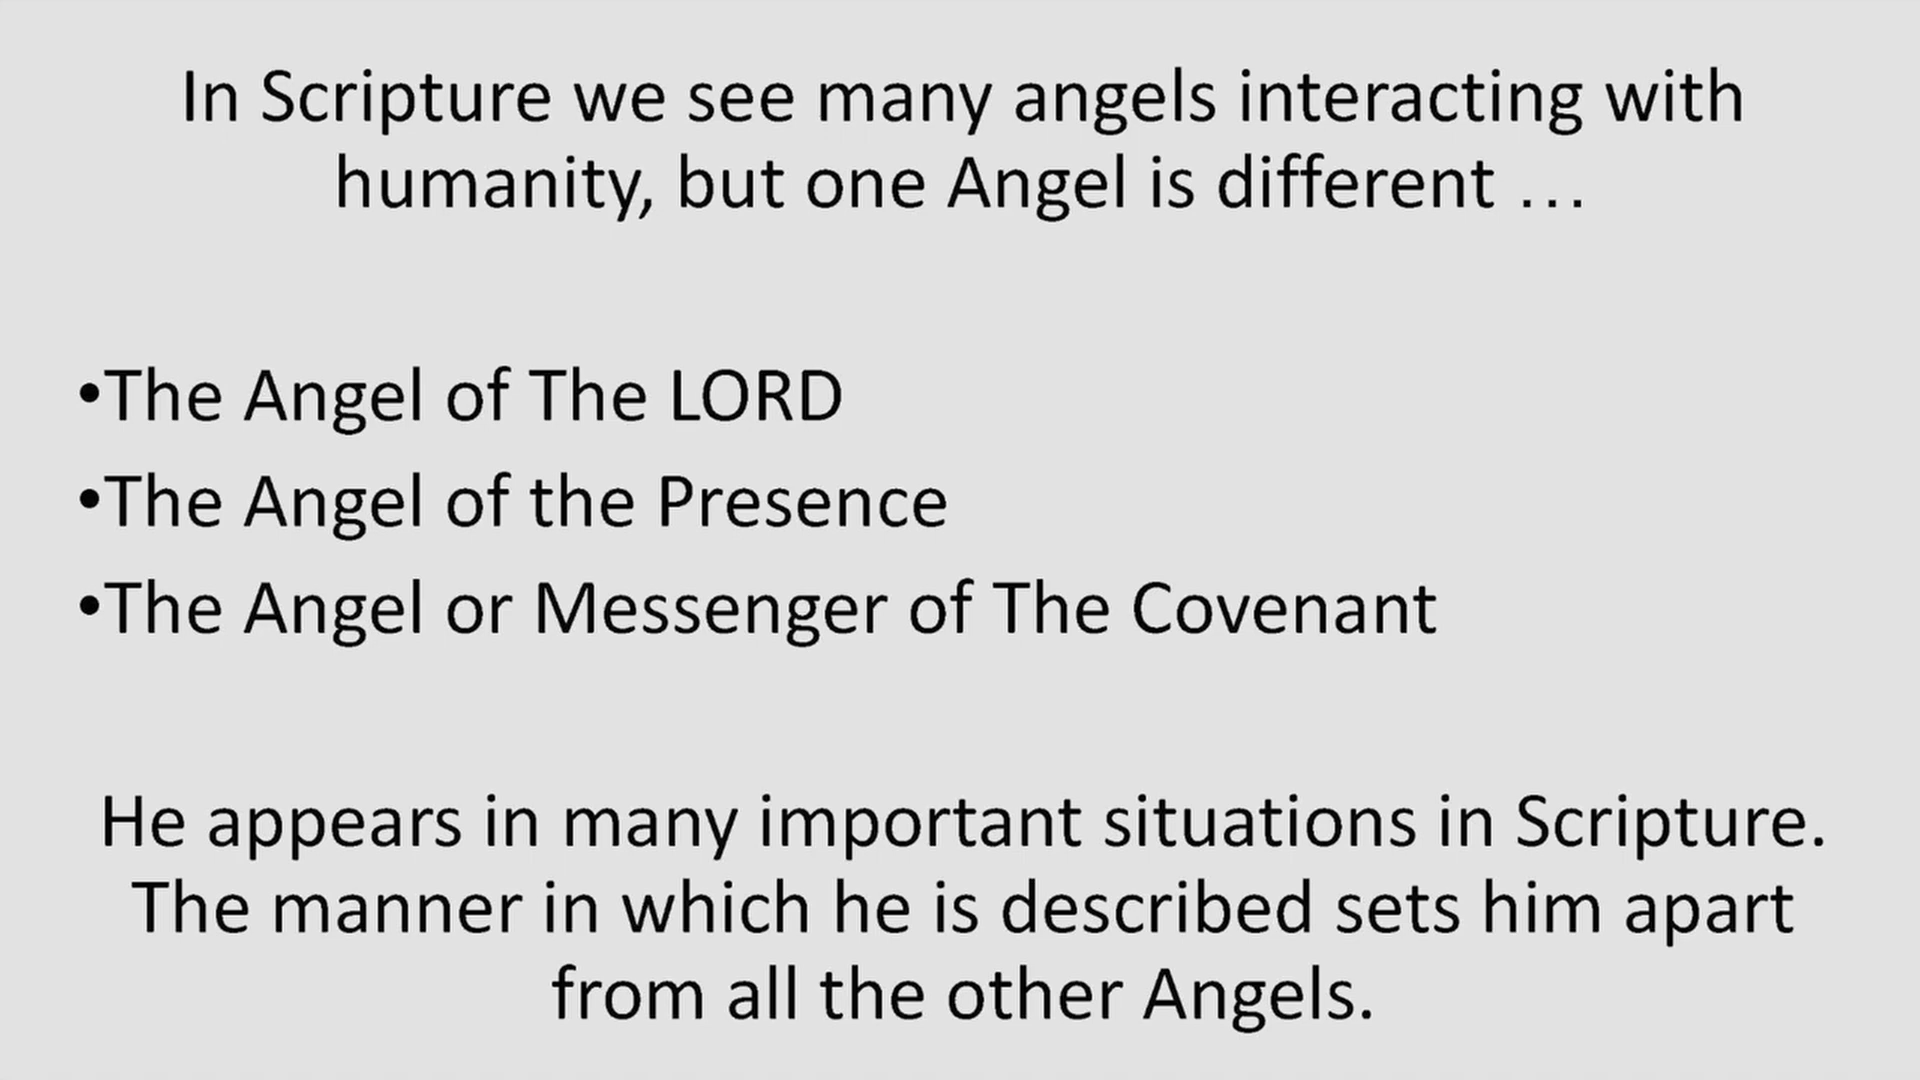 In Scripture we see many angels interacting with
humanity, but one Angel is different …
•The Angel of The LORD
•The Angel of the Presence
•The Angel or Messenger of The Covenant
He appears in many important situations in Scripture.
The manner in which he is described sets him apart
from all the other Angels.